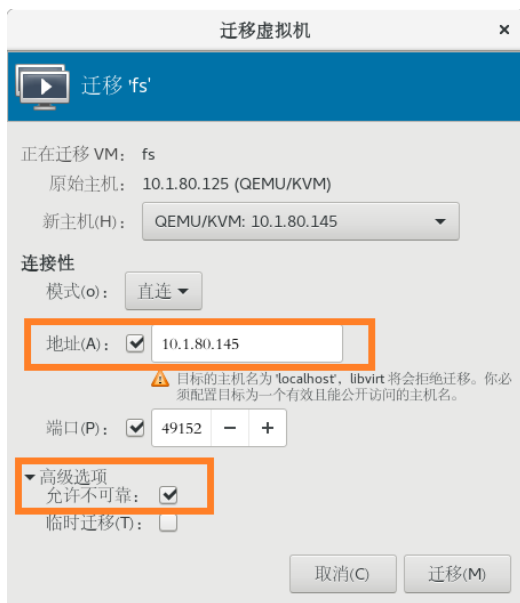 迁移虚拟机
迁移 'fs'
正在迁移 VM： fs
原始主机： 10.1.80.125 (QEMU/KVM)
新主机(H)： QEMU/KVM: 10.1.80.145
连接性
模式(o)： 直连
地址(A)： 10.1.80.145
目标的主机名为 'localhost'，libvirt 将会拒绝迁移。你必
须配置目标为一个有效且能公开访问的主机名。
端口(P)： 49152 − +
高级选项
允许不可靠：
临时迁移(T)：
取消(C) 迁移(M)